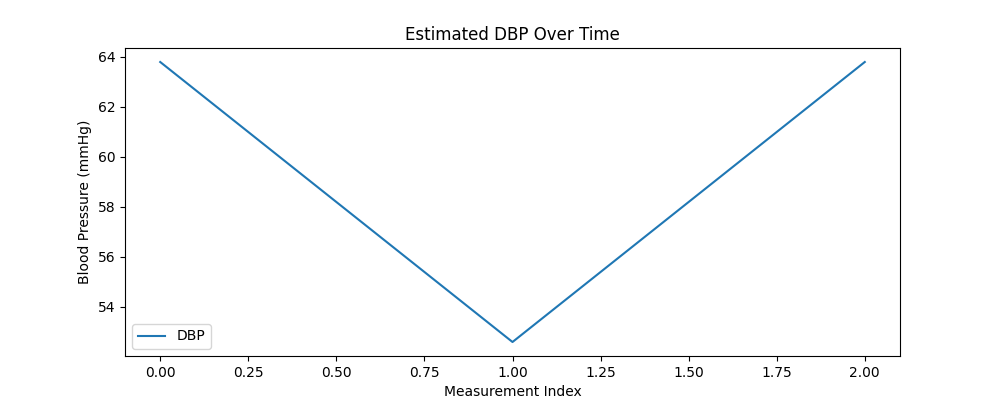 Estimated DBP Over Time
Blood Pressure (mmHg)
64
62
60
58
56
54
DBP
0.00 0.25 0.50 0.75 1.00 1.25 1.50 1.75 2.00
Measurement Index